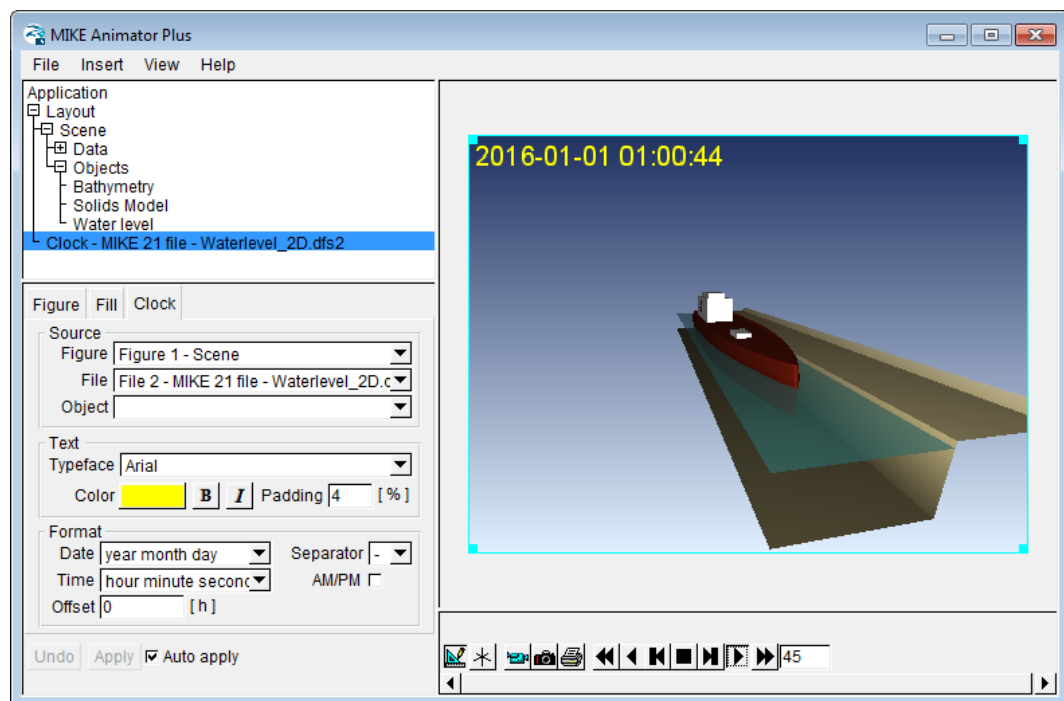 MIKE Animator Plus
File Insert View Help
Application
Layout
Scene
Data
Objects
Bathymetry
Solids Model
Water level
Clock - MIKE 21 file - Waterlevel_2D.dfs2
2016-01-01 01:00:44
Figure Fill Clock
Source
Figure Figure 1 - Scene
File File 2 - MIKE 21 file - Waterlevel_2D.c
Object
Text
Typeface Arial
Color B I Padding 4 [ % ]
Format
Date year month day Separator -
Time hour minute second AM/PM
Offset 0 [ h ]
Undo Apply Auto apply
45